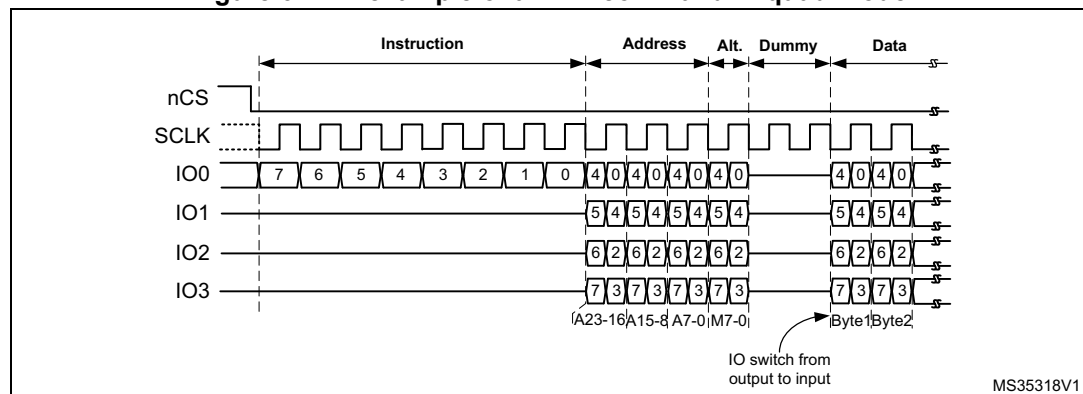 Instruction Address Alt. Dummy Data
nCS
SCLK
IO0 7 6 5 4 3 2 1 0 4 0 4 0 4 0 4 0 4 0 4 0
IO1 5 4 5 4 5 4 5 4 5 4 5 4
IO2 6 2 6 2 6 2 6 2 6 2 6 2
IO3 7 3 7 3 7 3 7 3 7 3 7 3
A23-16 A15-8 A7-0 M7-0 Byte1 Byte2
IO switch from
output to input
MS35318V1